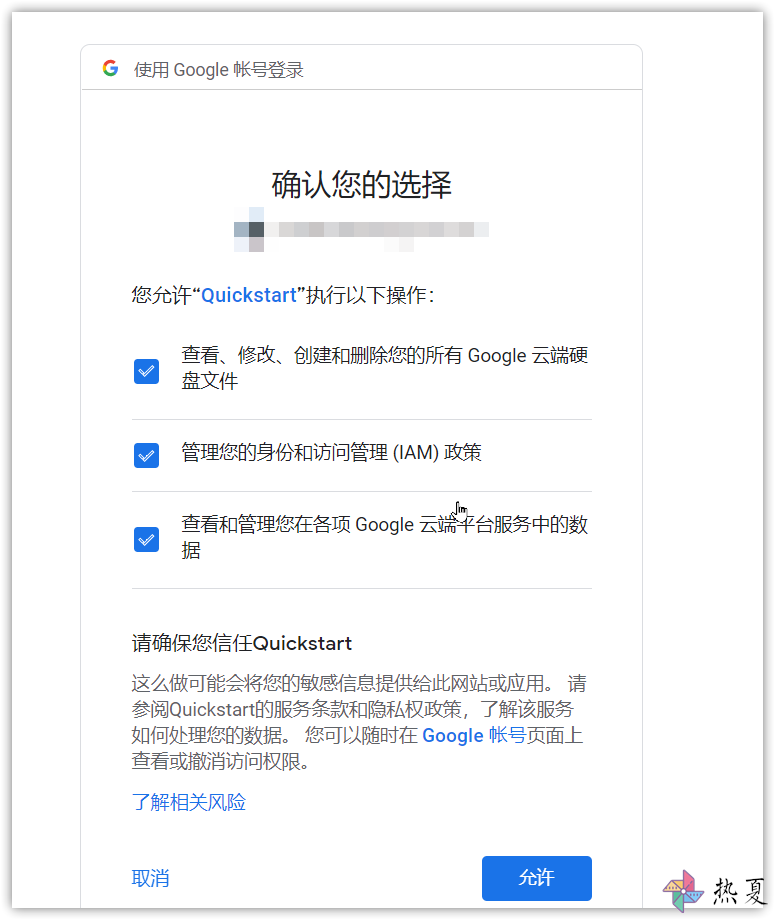 使用 Google 帐号登录
确认您的选择
您允许“Quickstart”执行以下操作：
查看、修改、创建和删除您的所有 Google 云端硬
盘文件
管理您的身份和访问管理 (IAM) 政策
查看和管理您在各项 Google 云端平台服务中的数
据
请确保您信任Quickstart
这么做可能会将您的敏感信息提供给此网站或应用。 请
参阅Quickstart的服务条款和隐私权政策，了解该服务
如何处理您的数据。 您可以随时在 Google 帐号页面上
查看或撤消访问权限。
了解相关风险
取消
允许
热夏